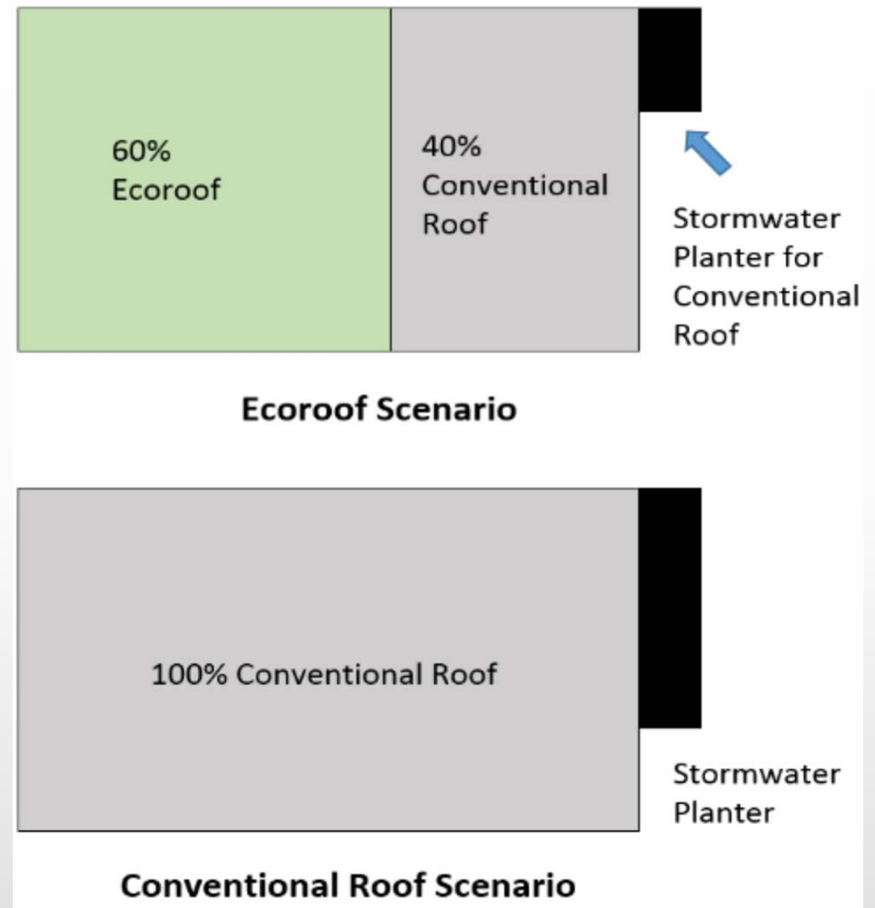 60%
Ecoroof
40%
Conventional
Roof
Stormwater
Planter for
Conventional
Roof
Ecoroof Scenario
100% Conventional Roof
Stormwater
Planter
Conventional Roof Scenario